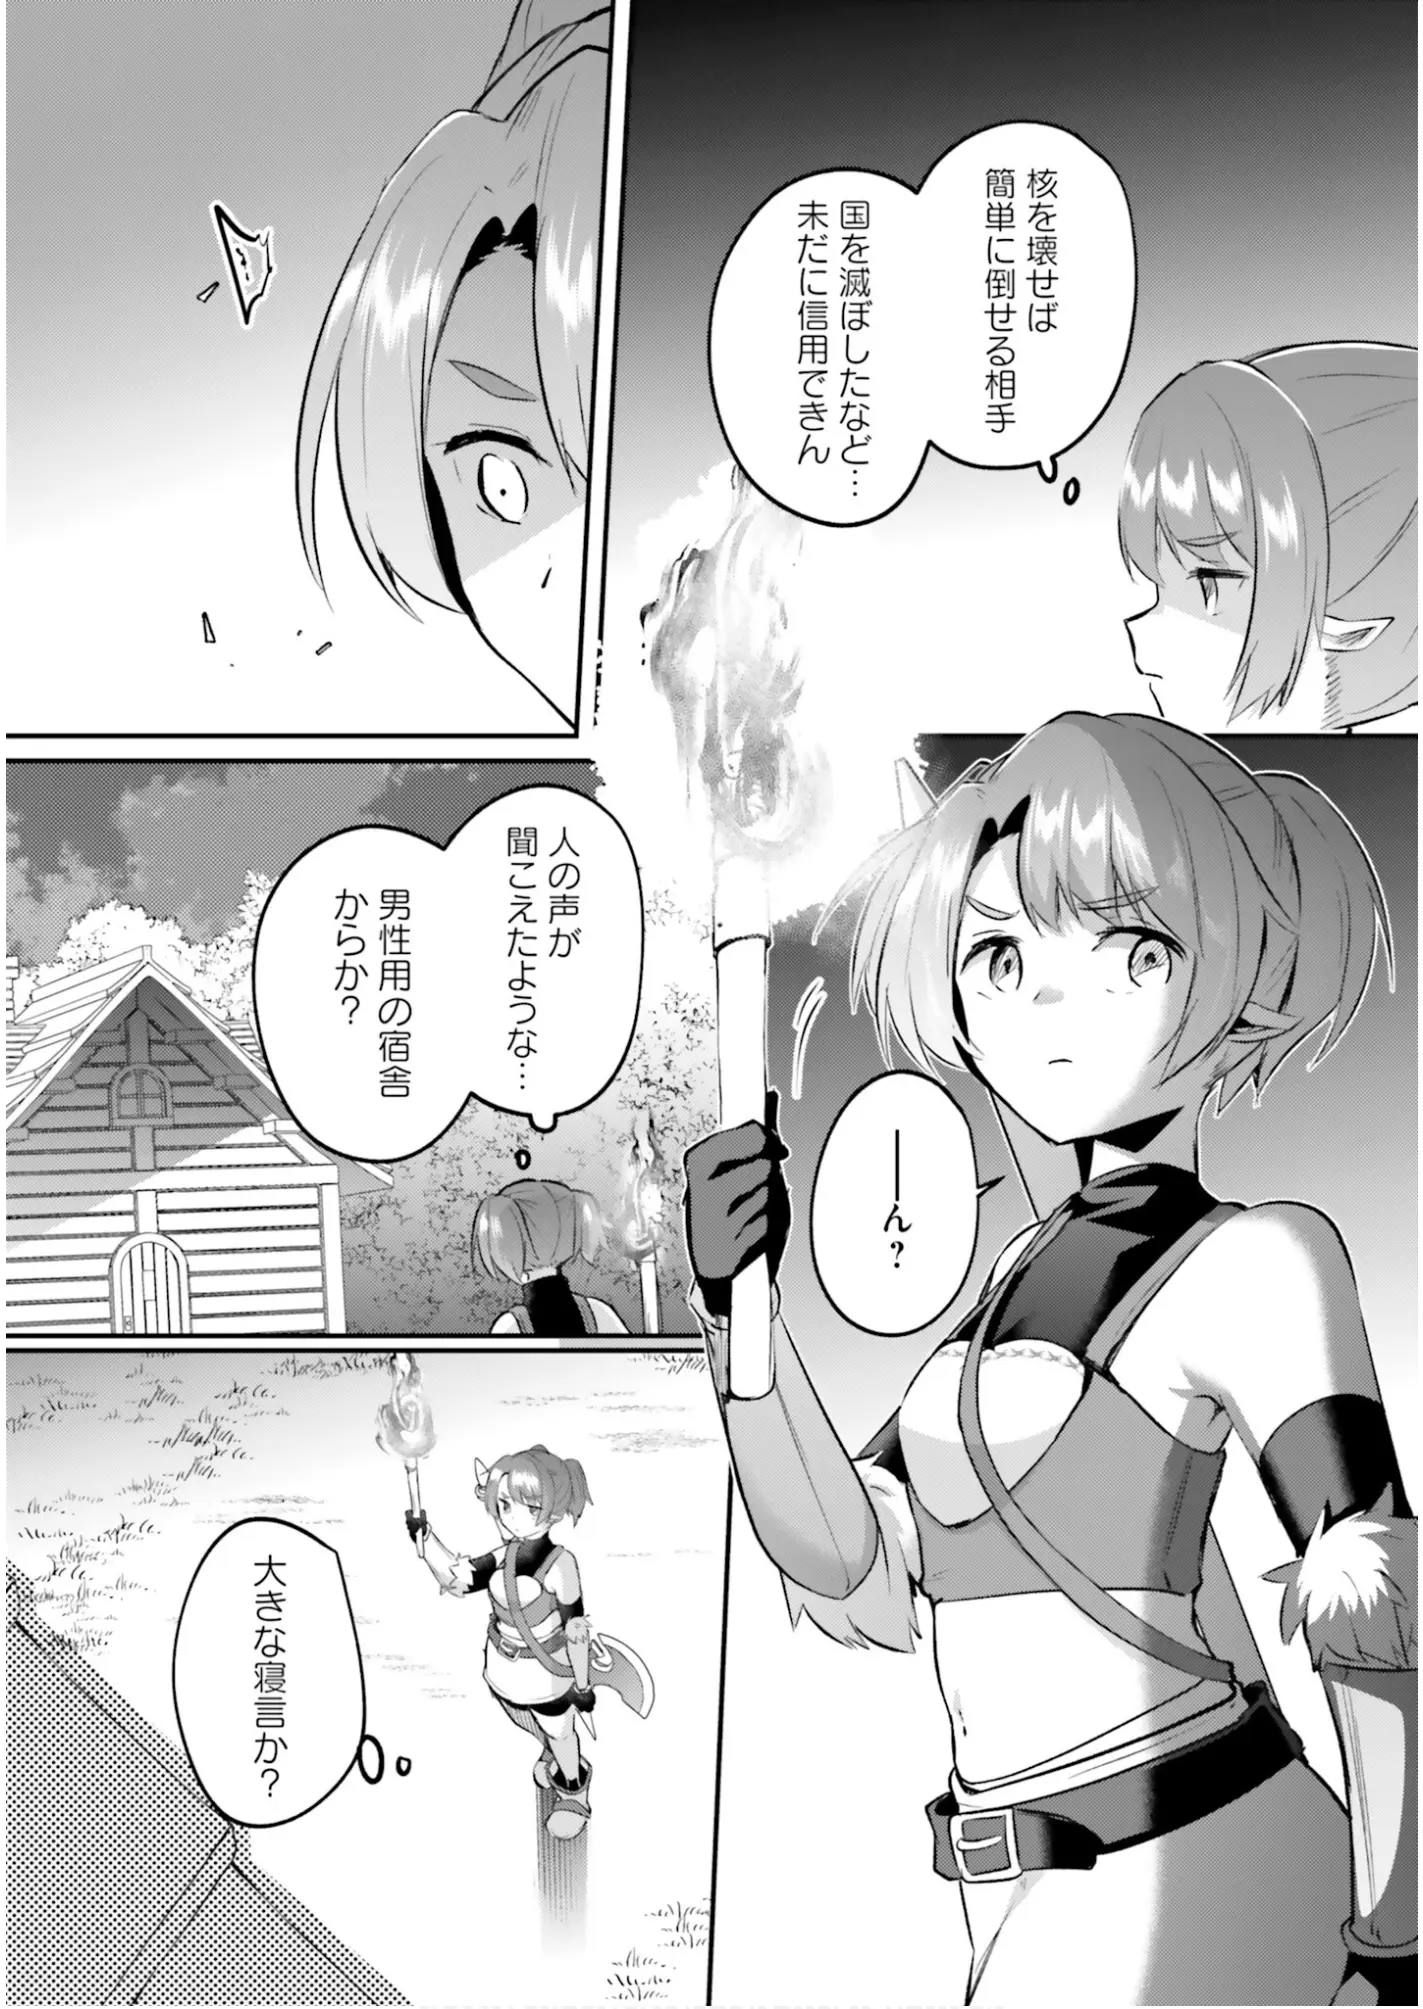 核を壊せば
簡単に倒せる相手
国を滅ぼしたなど…
未だに信用できん
――ん？
人の声が
聞こえたような…
男性用の宿舎
からか？
大きな寝言か？